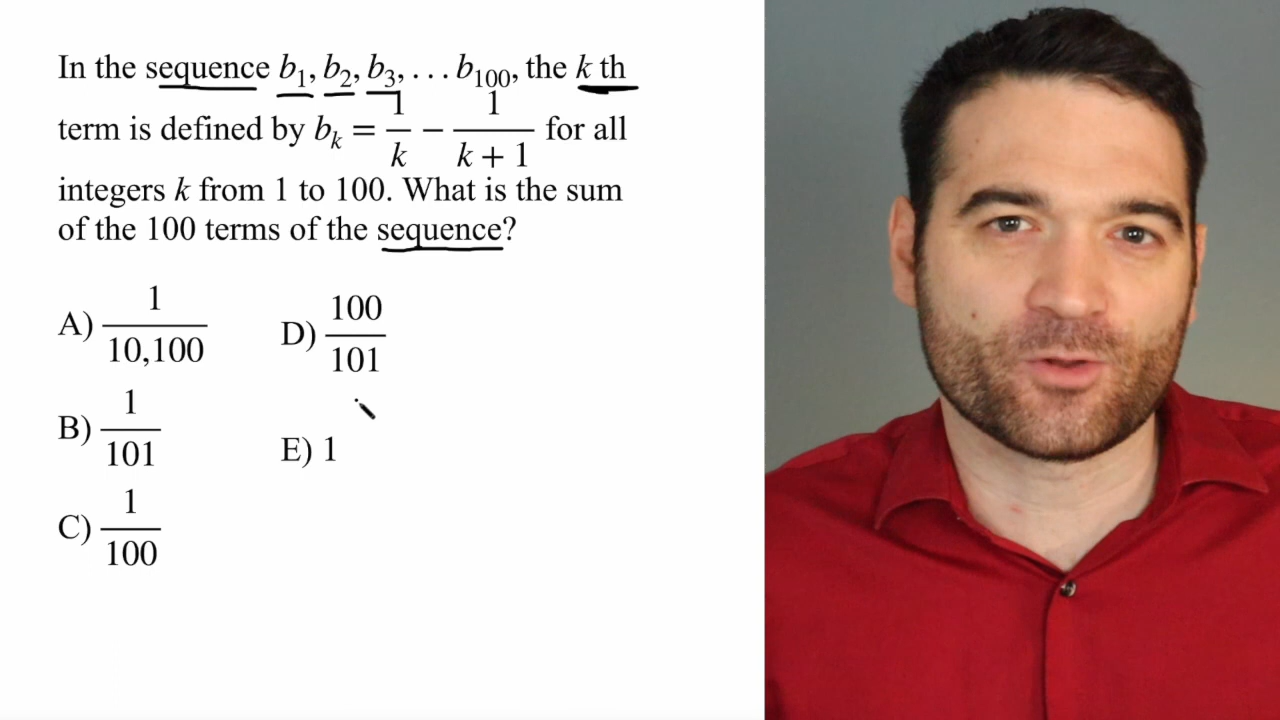 In the sequence b₁, b₂, b₃, . . . b₁₀₀, the k th
term is defined by bₖ = 1/k − 1/(k + 1) for all
integers k from 1 to 100. What is the sum
of the 100 terms of the sequence?
A) 1/10,100
D) 100/101
B) 1/101
E) 1
C) 1/100